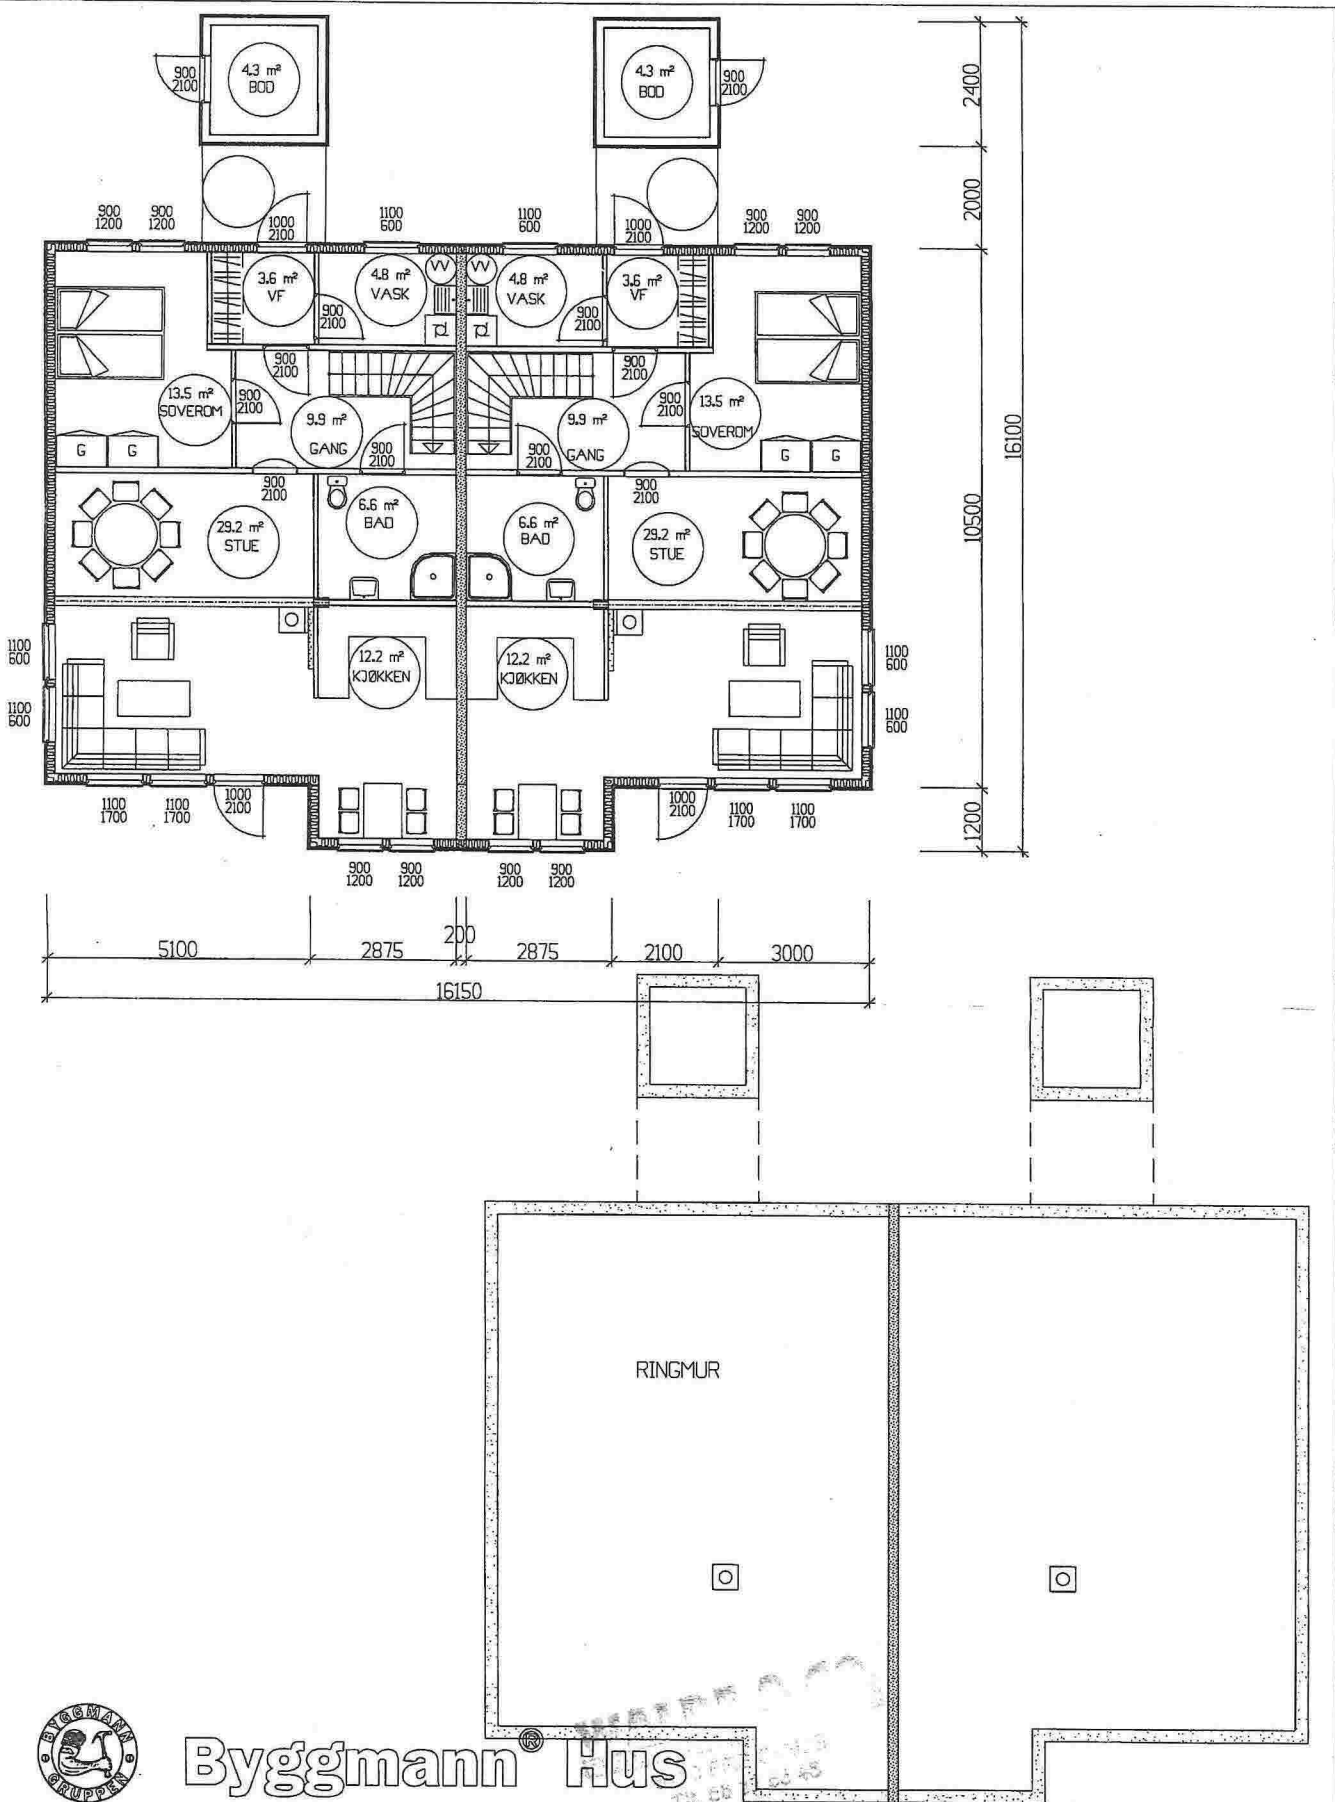 4.3 m²
BOD
900
2100
4.3 m²
BOD
900
2100
2400
2000
16100
10500
1200
900
1200
900
1200
1000
2100
1100
600
1100
600
1000
2100
900
1200
900
1200
3.6 m²
VF
4.8 m²
VASK
VV
VV
4.8 m²
VASK
3.6 m²
VF
900
2100
900
2100
900
2100
900
2100
13.5 m²
SOVEROM
900
2100
9.9 m²
GANG
900
2100
9.9 m²
GANG
900
2100
900
2100
13.5 m²
SOVEROM
G
G
G
G
900
2100
900
2100
29.2 m²
STUE
6.6 m²
BAD
6.6 m²
BAD
29.2 m²
STUE
1100
600
1100
600
12.2 m²
KJØKKEN
12.2 m²
KJØKKEN
1100
600
1100
600
1100
1700
1100
1700
1000
2100
1000
2100
1100
1700
1100
1700
900
1200
900
1200
900
1200
900
1200
5100
2875
200
2875
2100
3000
16150
RINGMUR
BYGGMANN
GRUPPEN
Byggmann® Hus